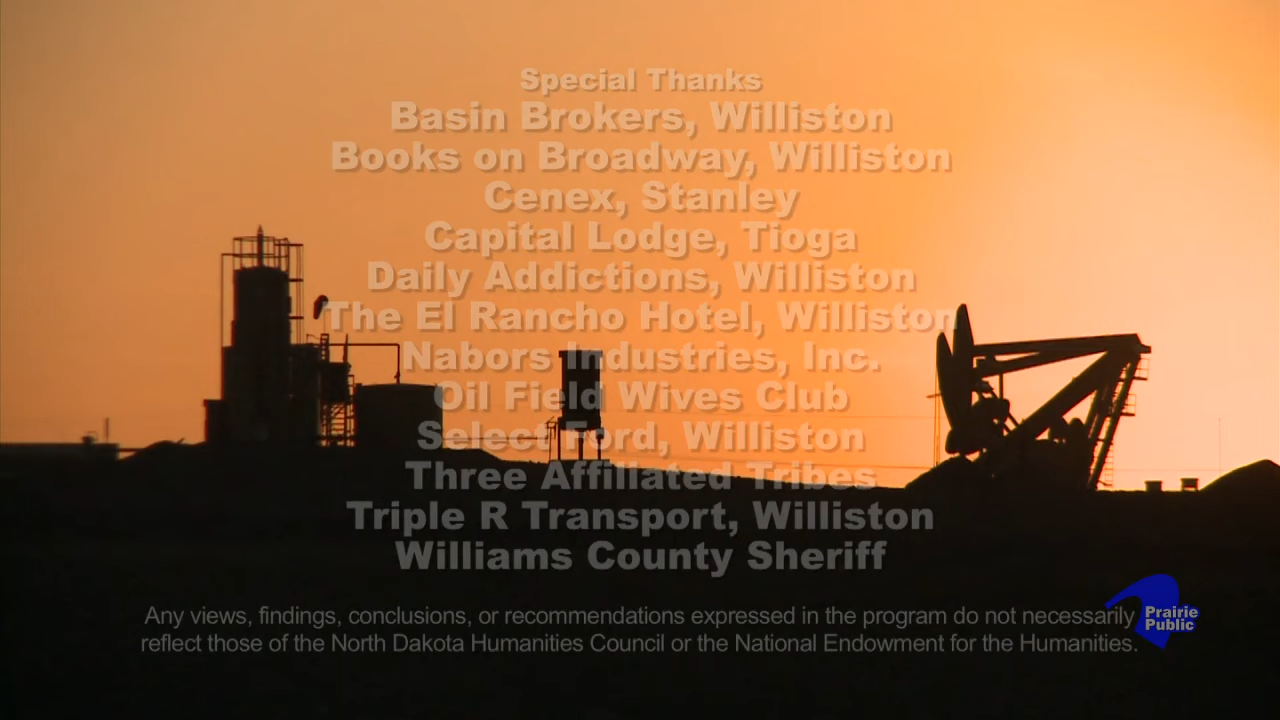 Special Thanks
Basin Brokers, Williston
Books on Broadway, Williston
Cenex, Stanley
Capital Lodge, Tioga
Daily Addictions, Williston
The El Rancho Hotel, Williston
Nabors Industries, Inc.
Oil Field Wives Club
Select Ford, Williston
Three Affiliated Tribes
Triple R Transport, Williston
Williams County Sheriff
Any views, findings, conclusions, or recommendations expressed in the program do not necessarily
reflect those of the North Dakota Humanities Council or the National Endowment for the Humanities.
Prairie
Public